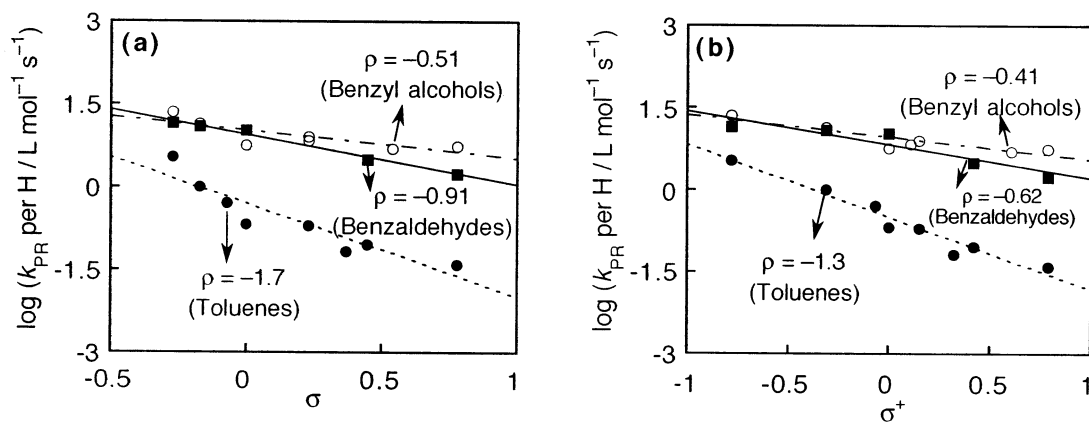 (a)
log (k_PR per H / L mol⁻¹ s⁻¹)
3
1.5
0
-1.5
-3
ρ = –0.51
(Benzyl alcohols)
ρ = –0.91
(Benzaldehydes)
ρ = –1.7
(Toluenes)
-0.5
0
0.5
1
σ
(b)
log (k_PR per H / L mol⁻¹ s⁻¹)
3
1.5
0
-1.5
-3
ρ = –0.41
(Benzyl alcohols)
ρ = –0.62
(Benzaldehydes)
ρ = –1.3
(Toluenes)
-1
-0.5
0
0.5
1
σ⁺